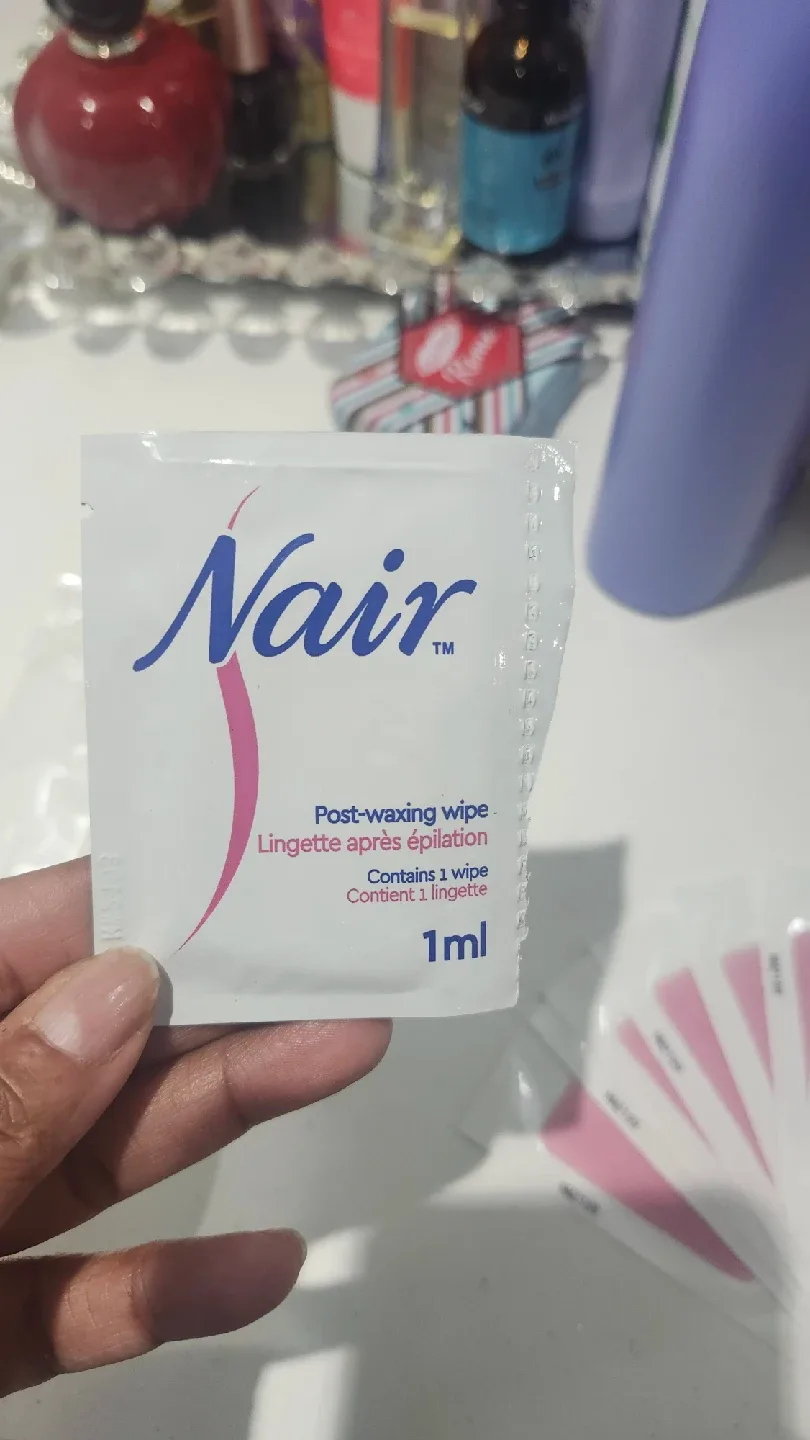 Nair™
Post-waxing wipe
Lingette après épilation
Contains 1 wipe
Contient 1 lingette
1ml